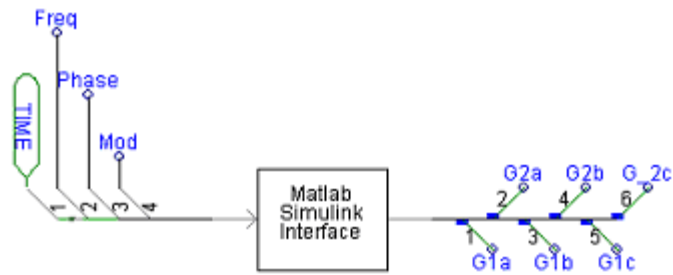 Freq
Phase
TIME
Mod
1
2
3
4
Matlab
Simulink
Interface
G2a
G2b
G_2c
2
4
6
1
3
5
G1a
G1b
G1c